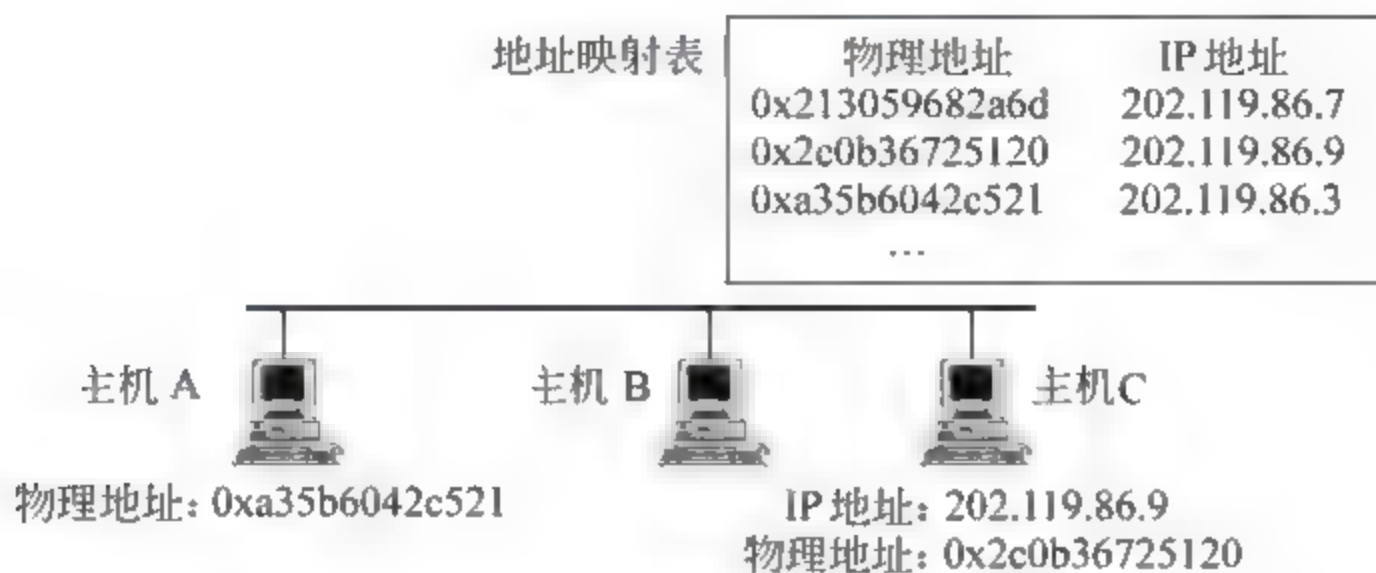 地址映射表
物理地址 IP 地址
0x213059682a6d 202.119.86.7
0x2c0b36725120 202.119.86.9
0xa35b6042c521 202.119.86.3
…
主机 A
主机 B
主机C
物理地址: 0xa35b6042c521
IP 地址: 202.119.86.9
物理地址: 0x2c0b36725120